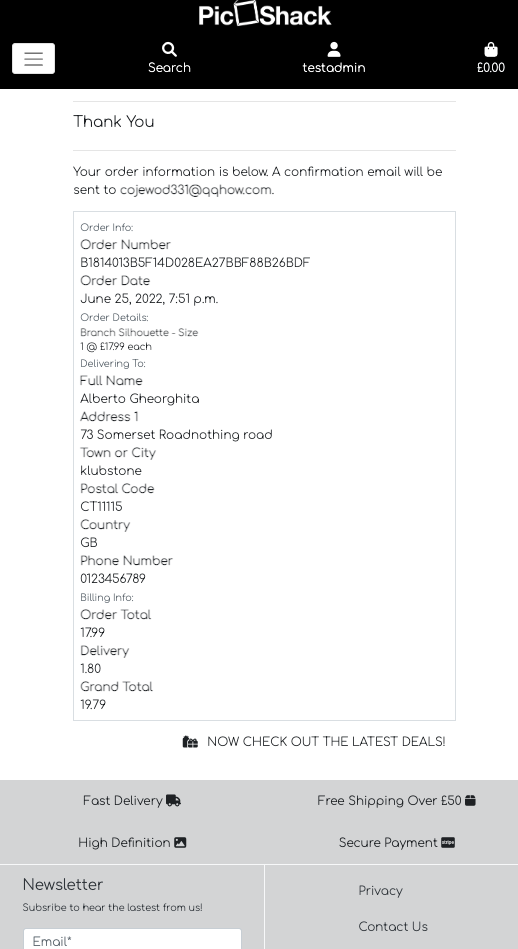 Pic Shack
Search
testadmin
£0.00
Thank You
Your order information is below. A confirmation email will be
sent to cojewod331@qqhow.com.
Order Info:
Order Number
B1814013B5F14D028EA27BBF88B26BDF
Order Date
June 25, 2022, 7:51 p.m.
Order Details:
Branch Silhouette - Size
1 @ £17.99 each
Delivering To:
Full Name
Alberto Gheorghita
Address 1
73 Somerset Roadnothing road
Town or City
klubstone
Postal Code
CT11115
Country
GB
Phone Number
0123456789
Billing Info:
Order Total
17.99
Delivery
1.80
Grand Total
19.79
NOW CHECK OUT THE LATEST DEALS!
Fast Delivery
Free Shipping Over £50
High Definition
Secure Payment stripe
Newsletter
Subsribe to hear the lastest from us!
Email*
Privacy
Contact Us